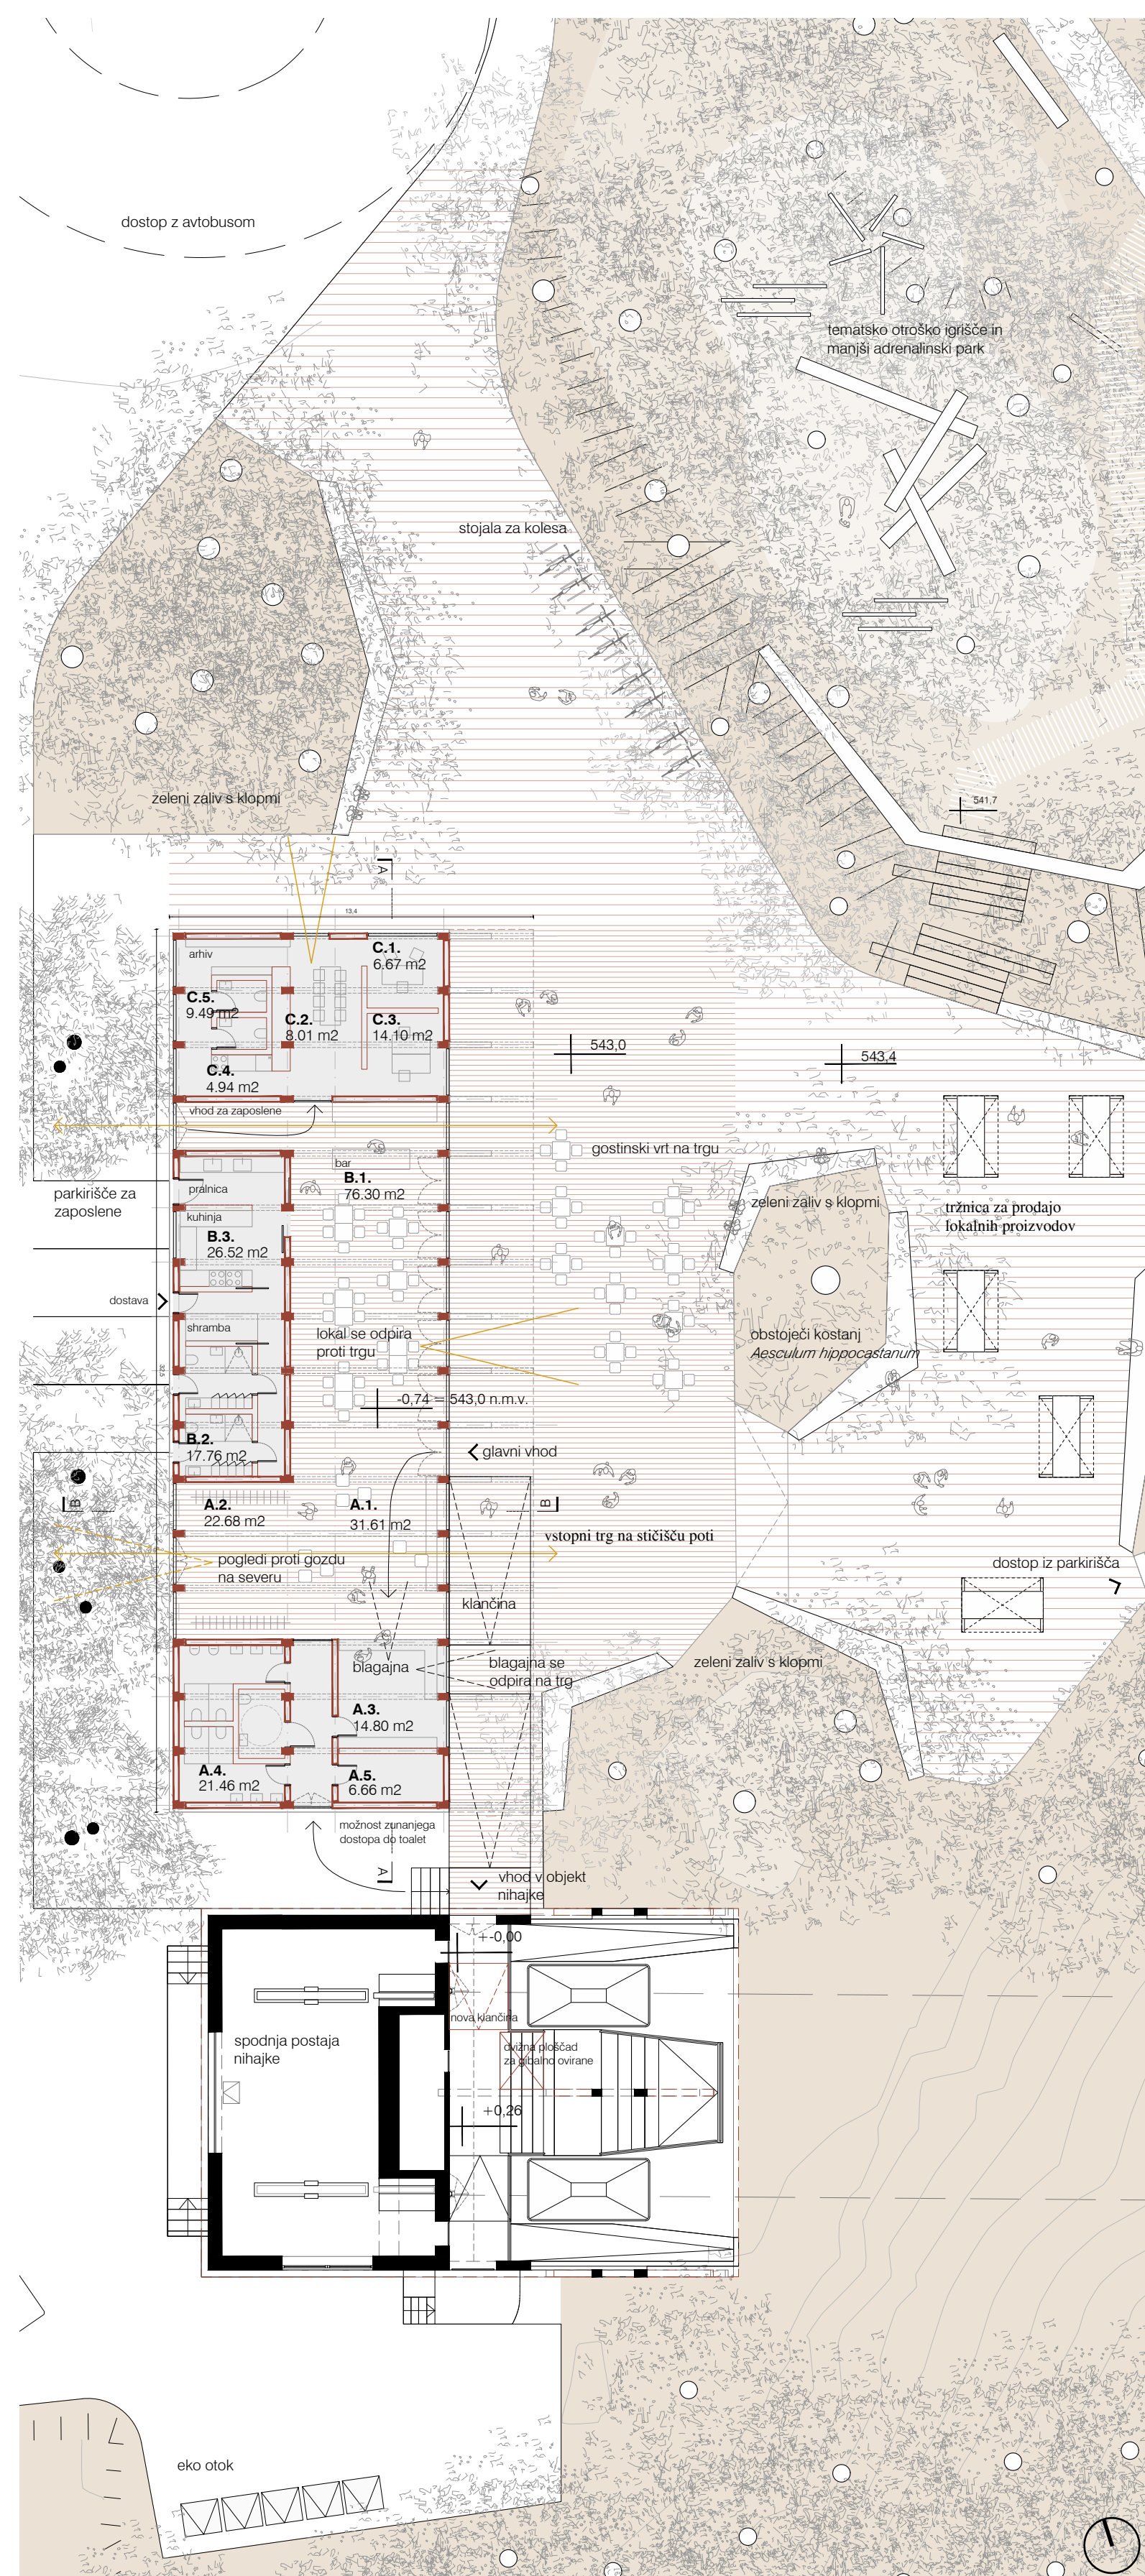 dostop z avtobusom
tematsko otroško igrišče in
manjši adrenalinski park
stojala za kolesa
zeleni zaliv s klopmi
541,7
A
13,4
arhiv
C.1.
6.67 m2
C.5.
9.49 m2
C.2.
8.01 m2
C.3.
14.10 m2
C.4.
4.94 m2
543,0
543,4
vhod za zaposlene
gostinski vrt na trgu
bar
B.1.
76.30 m2
pralnica
parkirišče za
zaposlene
kuhinja
B.3.
26.52 m2
zeleni zaliv s klopmi
tržnica za prodajo
lokalnih proizvodov
dostava
shramba
lokal se odpira
proti trgu
obstoječi kostanj
Aesculum hippocastanum
32,5
-0,74 = 543,0 n.m.v.
B.2.
17.76 m2
glavni vhod
B
A.2.
22.68 m2
A.1.
31.61 m2
B
vstopni trg na stičišču poti
pogledi proti gozdu
na severu
dostop iz parkirišča
klančina
blagajna
blagajna se
odpira na trg
zeleni zaliv s klopmi
A.3.
14.80 m2
A.4.
21.46 m2
A.5.
6.66 m2
možnost zunanjega
dostopa do toalet
A
vhod v objekt
nihajke
+-0,00
nova klančina
spodnja postaja
nihajke
dvižna ploščad
za gibalno ovirane
+0,26
eko otok